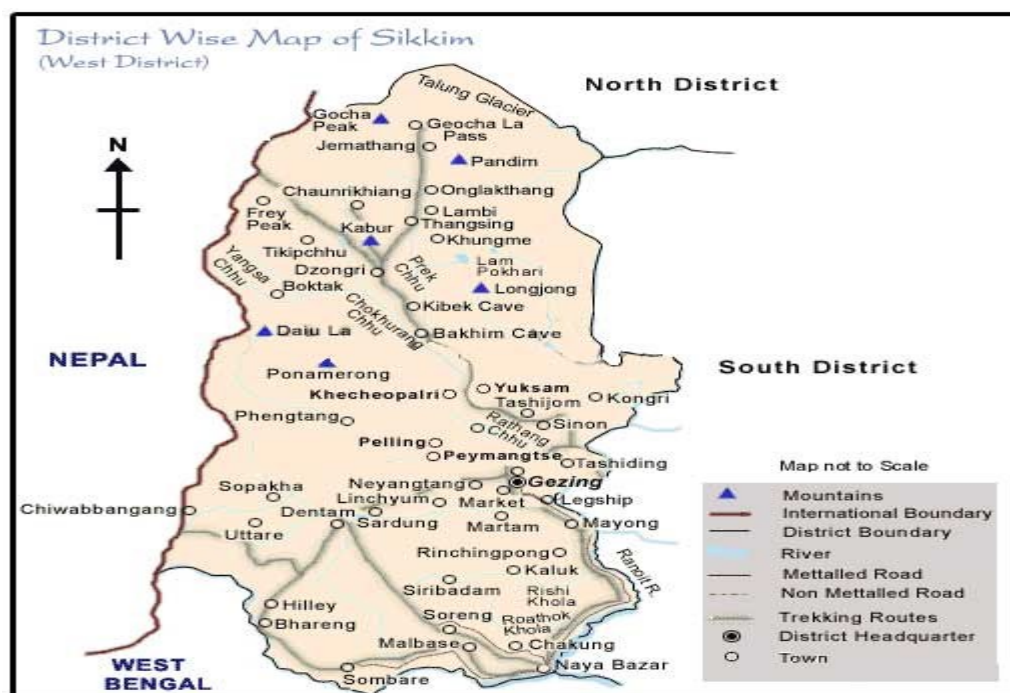 District Wise Map of Sikkim
(West District)
North District
Talung Glacier
Gocha
Peak
Geocha La
Pass
Jemathang
N
Pandim
Chaunrikhiang
Onglakthang
Frey
Peak
Lambi
Kabur
Thangsing
Khungme
Tikipchhu
Yangsa
Chhu
Prek
Chhu
Lam
Pokhari
Dzongri
Boktak
Longjong
Kibek Cave
Chokhurang
Chhu
Daiu La
Bakhim Cave
NEPAL
South District
Ponamerong
Khecheopalri
Yuksam
Tashijom
Kongri
Phengtang
Rathang
Chhu
Sinon
Pelling
Peymangtse
Tashiding
Map not to Scale
Gezing
Neyangtang
Sopakha
Linchyum
Market
Legship
Chiwabbangang
Dentam
Sardung
Martam
Mayong
Uttare
Rinchingpong
Kaluk
Ranoit R.
Siribadam
Rishi
Khola
Hilley
Soreng
Roathok
Khola
Bhareng
Malbase
Chakung
WEST
BENGAL
Sombare
Naya Bazar
Mountains
International Boundary
District Boundary
River
Mettalled Road
Non Mettalled Road
Trekking Routes
District Headquarter
Town